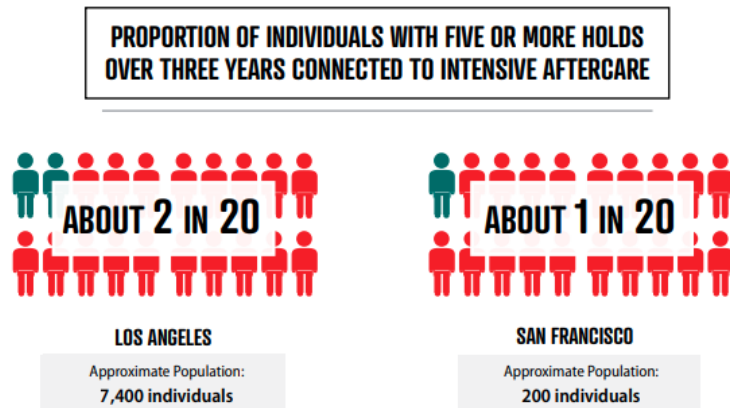 PROPORTION OF INDIVIDUALS WITH FIVE OR MORE HOLDS
OVER THREE YEARS CONNECTED TO INTENSIVE AFTERCARE
ABOUT 2 IN 20
ABOUT 1 IN 20
LOS ANGELES
SAN FRANCISCO
Approximate Population:
7,400 individuals
Approximate Population:
200 individuals